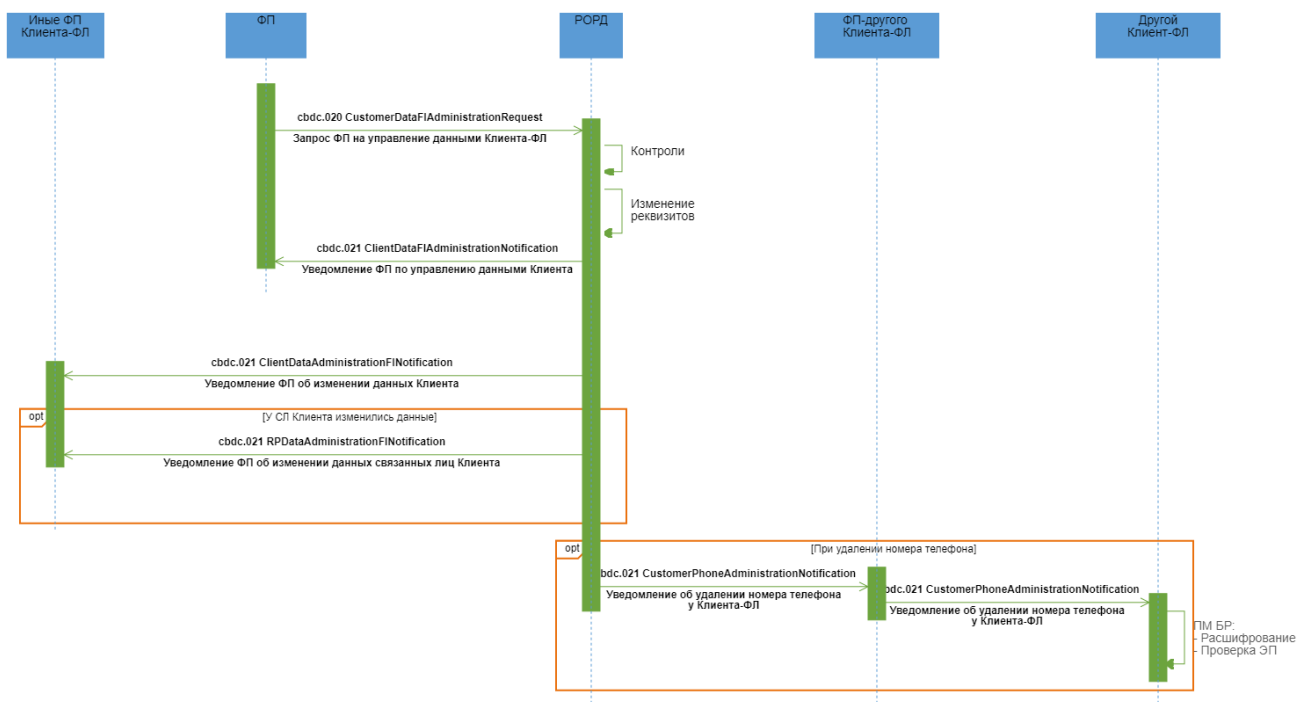 Иные ФП
Клиента-ФЛ
ФП
РОРД
ФП-другого
Клиента-ФЛ
Другой
Клиент-ФЛ
cbdc.020 CustomerDataFIAdministrationRequest
Запрос ФП на управление данными Клиента-ФЛ
Контроли
Изменение
реквизитов
cbdc.021 ClientDataFIAdministrationNotification
Уведомление ФП по управлению данными Клиента
cbdc.021 ClientDataAdministrationFINotification
Уведомление ФП об изменении данных Клиента
opt
[У СЛ Клиента изменились данные]
cbdc.021 RPDataAdministrationFINotification
Уведомление ФП об изменении данных связанных лиц Клиента
opt
[При удалении номера телефона]
bdc.021 CustomerPhoneAdministrationNotification
Уведомление об удалении номера телефона
у Клиента-ФЛ
bdc.021 CustomerPhoneAdministrationNotification
Уведомление об удалении номера телефона
у Клиента-ФЛ
ПМ БР:
- Расшифрование
- Проверка ЭП